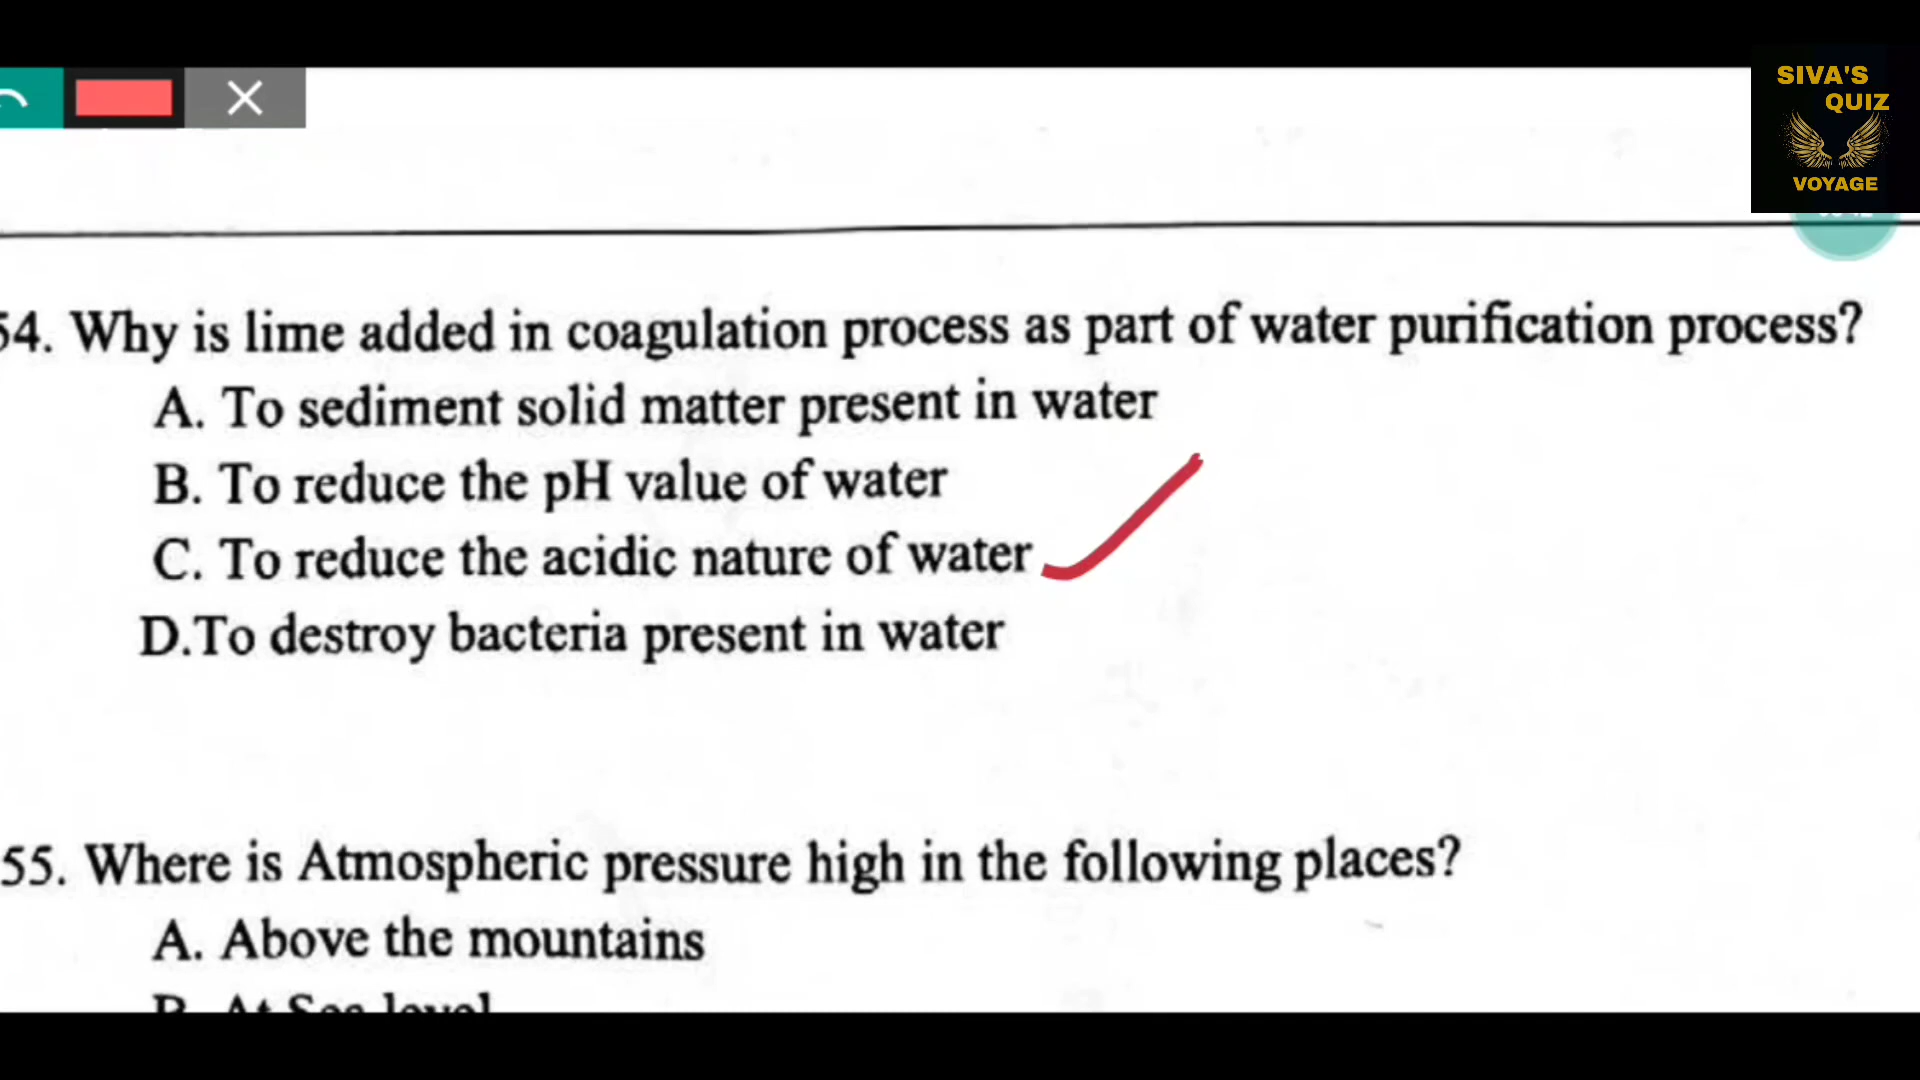 SIVA'S
QUIZ
VOYAGE
54. Why is lime added in coagulation process as part of water purification process?
A. To sediment solid matter present in water
B. To reduce the pH value of water
C. To reduce the acidic nature of water
D.To destroy bacteria present in water
55. Where is Atmospheric pressure high in the following places?
A. Above the mountains
B. At Sea level